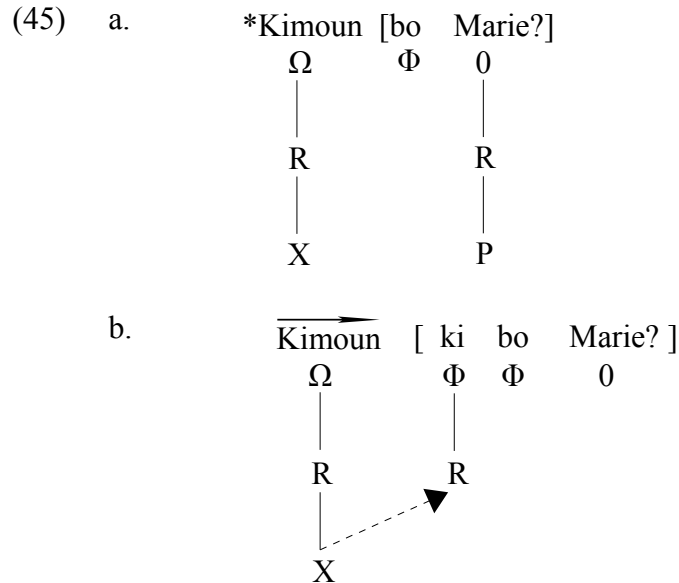 (45) a. *Kimoun [bo Marie?]
Ω Φ 0
R R
X P
b. Kimoun [ ki bo Marie? ]
Ω Φ Φ 0
R R
X